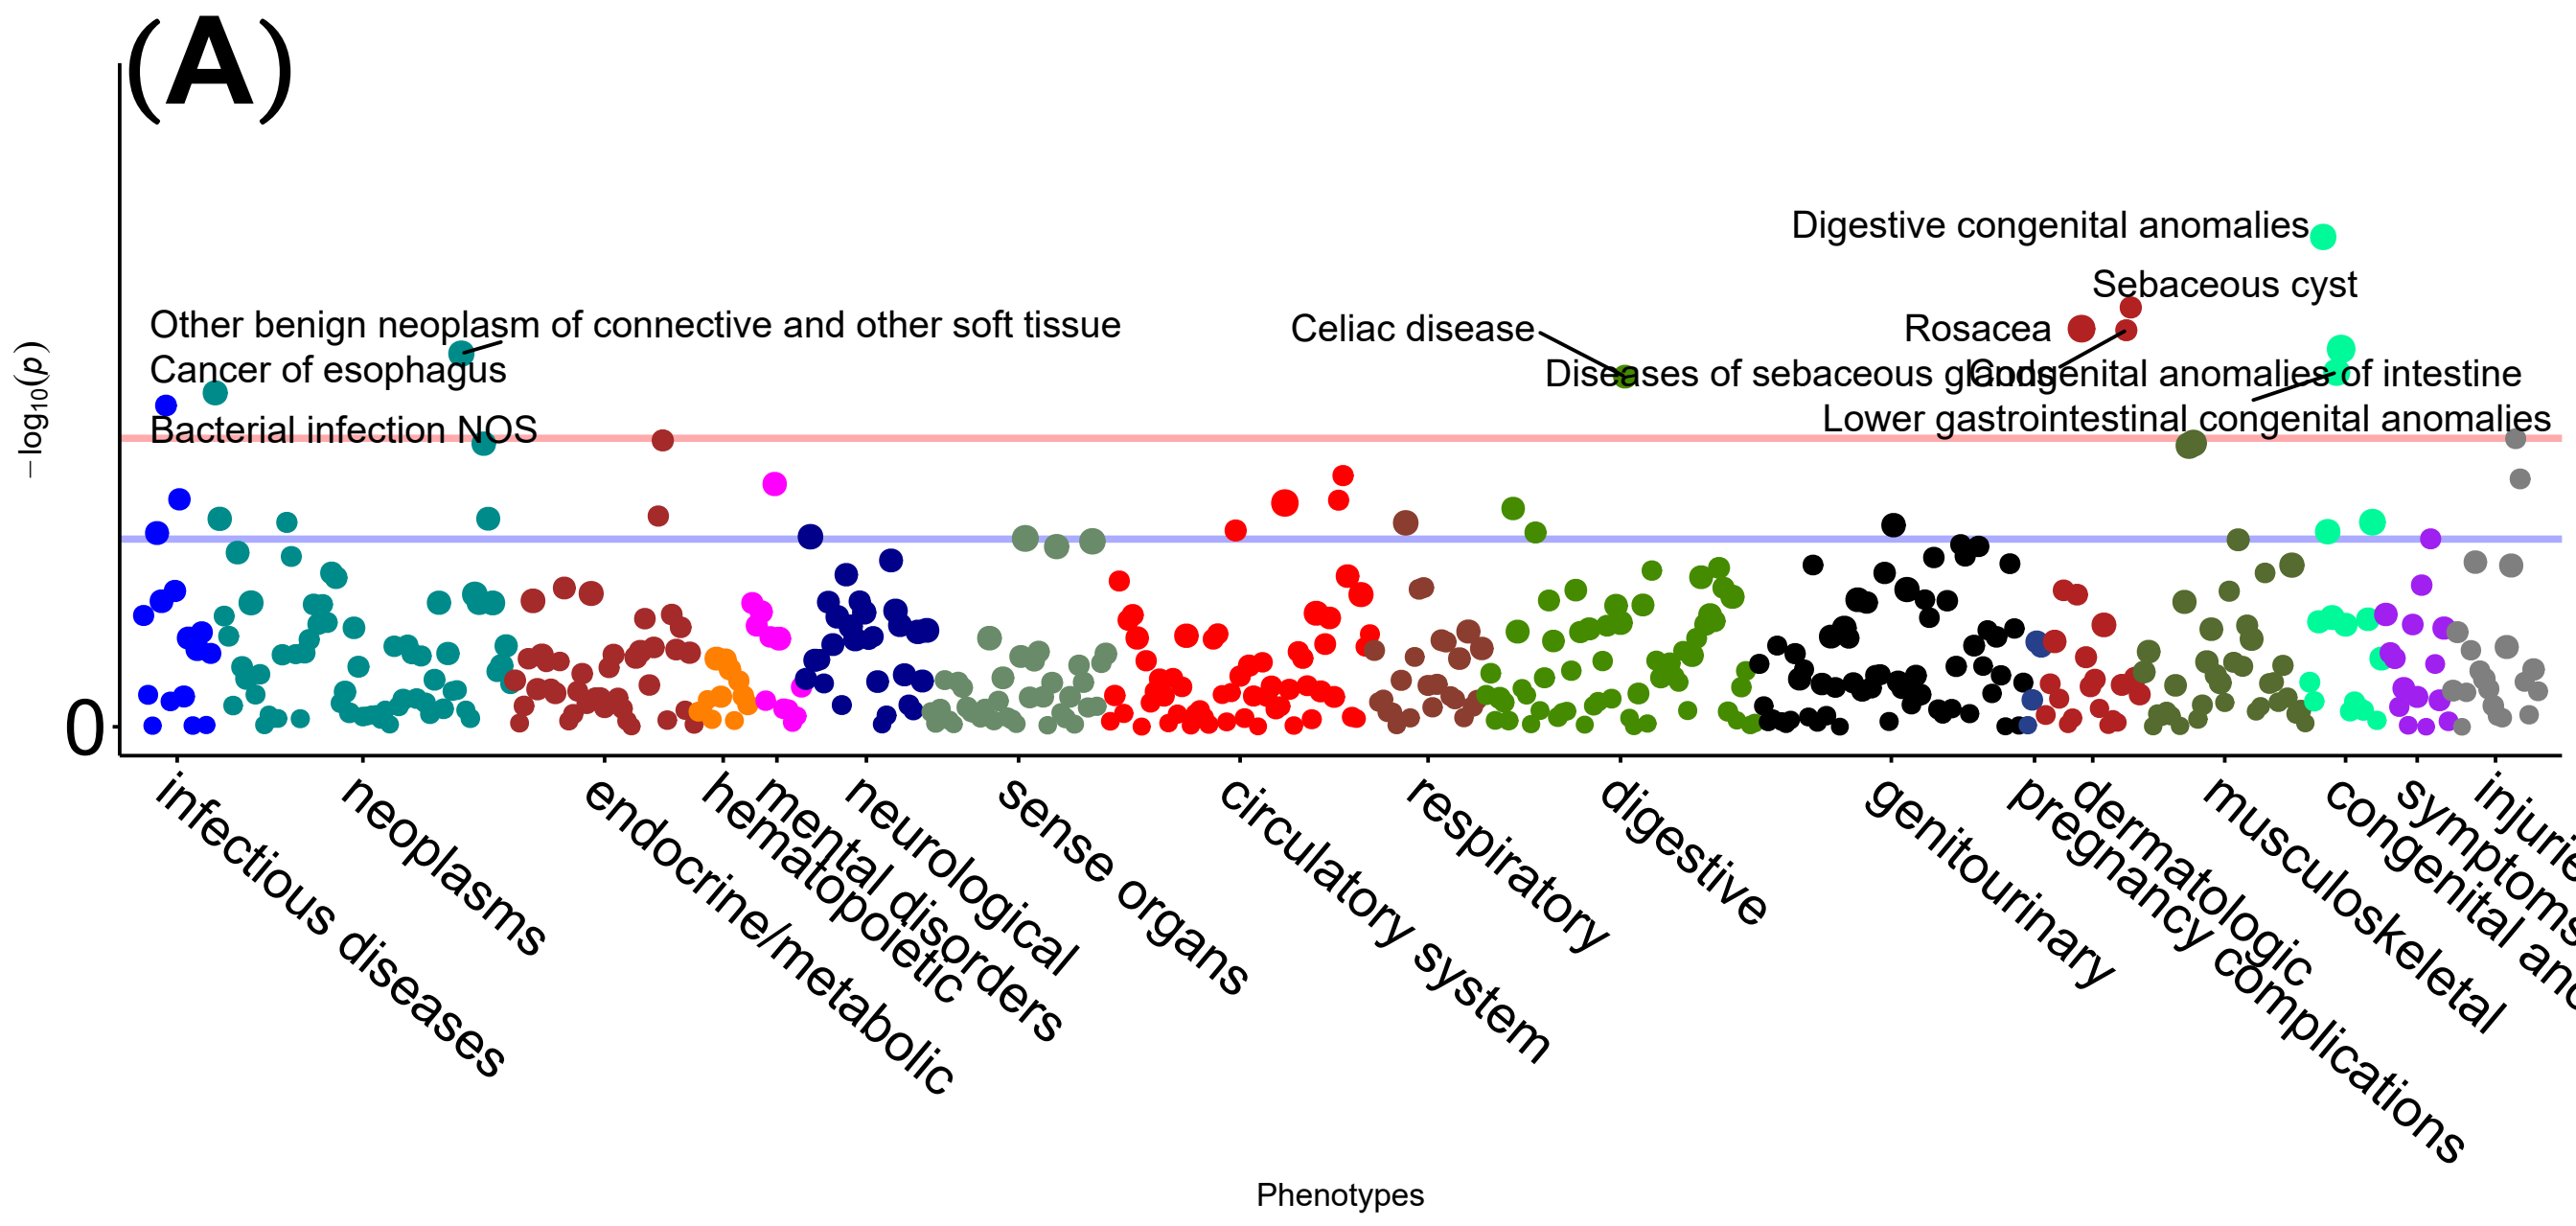 (A)
Digestive congenital anomalies
Sebaceous cyst
Other benign neoplasm of connective and other soft tissue
Celiac disease
Rosacea
Cancer of esophagus
Diseases of sebaceous glands
Congenital anomalies of intestine
Bacterial infection NOS
Lower gastrointestinal congenital anomalies
−log10(p)
0
infectious diseases
neoplasms
endocrine/metabolic
hematopoietic
mental disorders
neurological
sense organs
circulatory system
respiratory
digestive
genitourinary
pregnancy complications
dermatologic
musculoskeletal
congenital
symptoms
Phenotypes